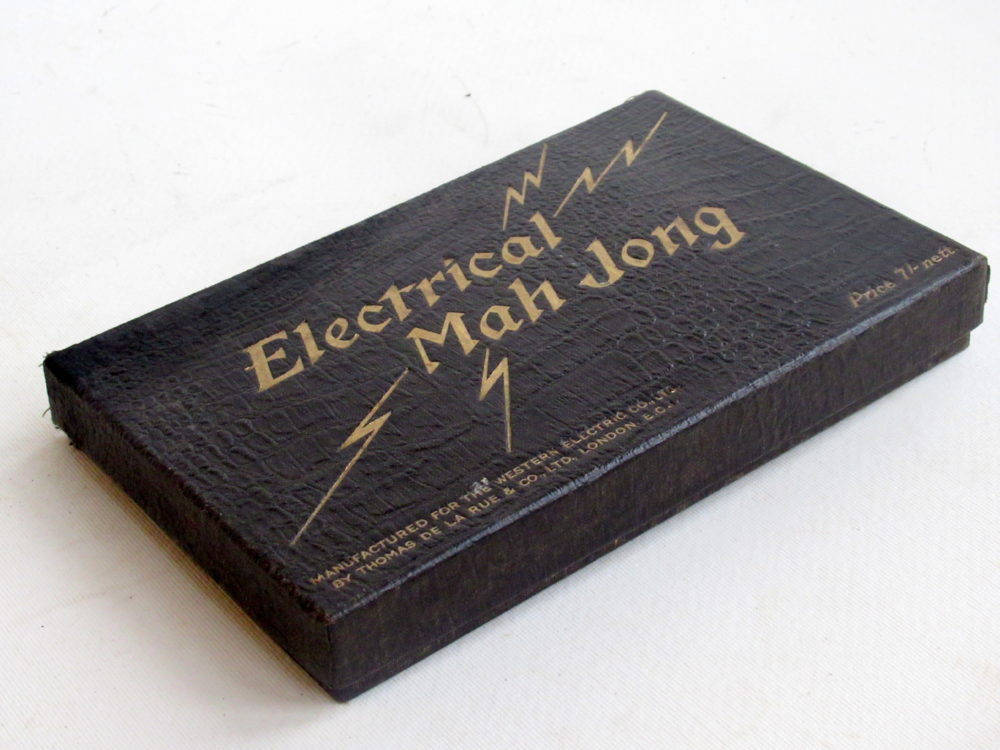 Electrical
Mah Jong
Price 7/- nett
MANUFACTURED FOR THE WESTERN ELECTRIC CO., LTD.
BY THOMAS DE LA RUE & CO., LTD. LONDON. E.C.1